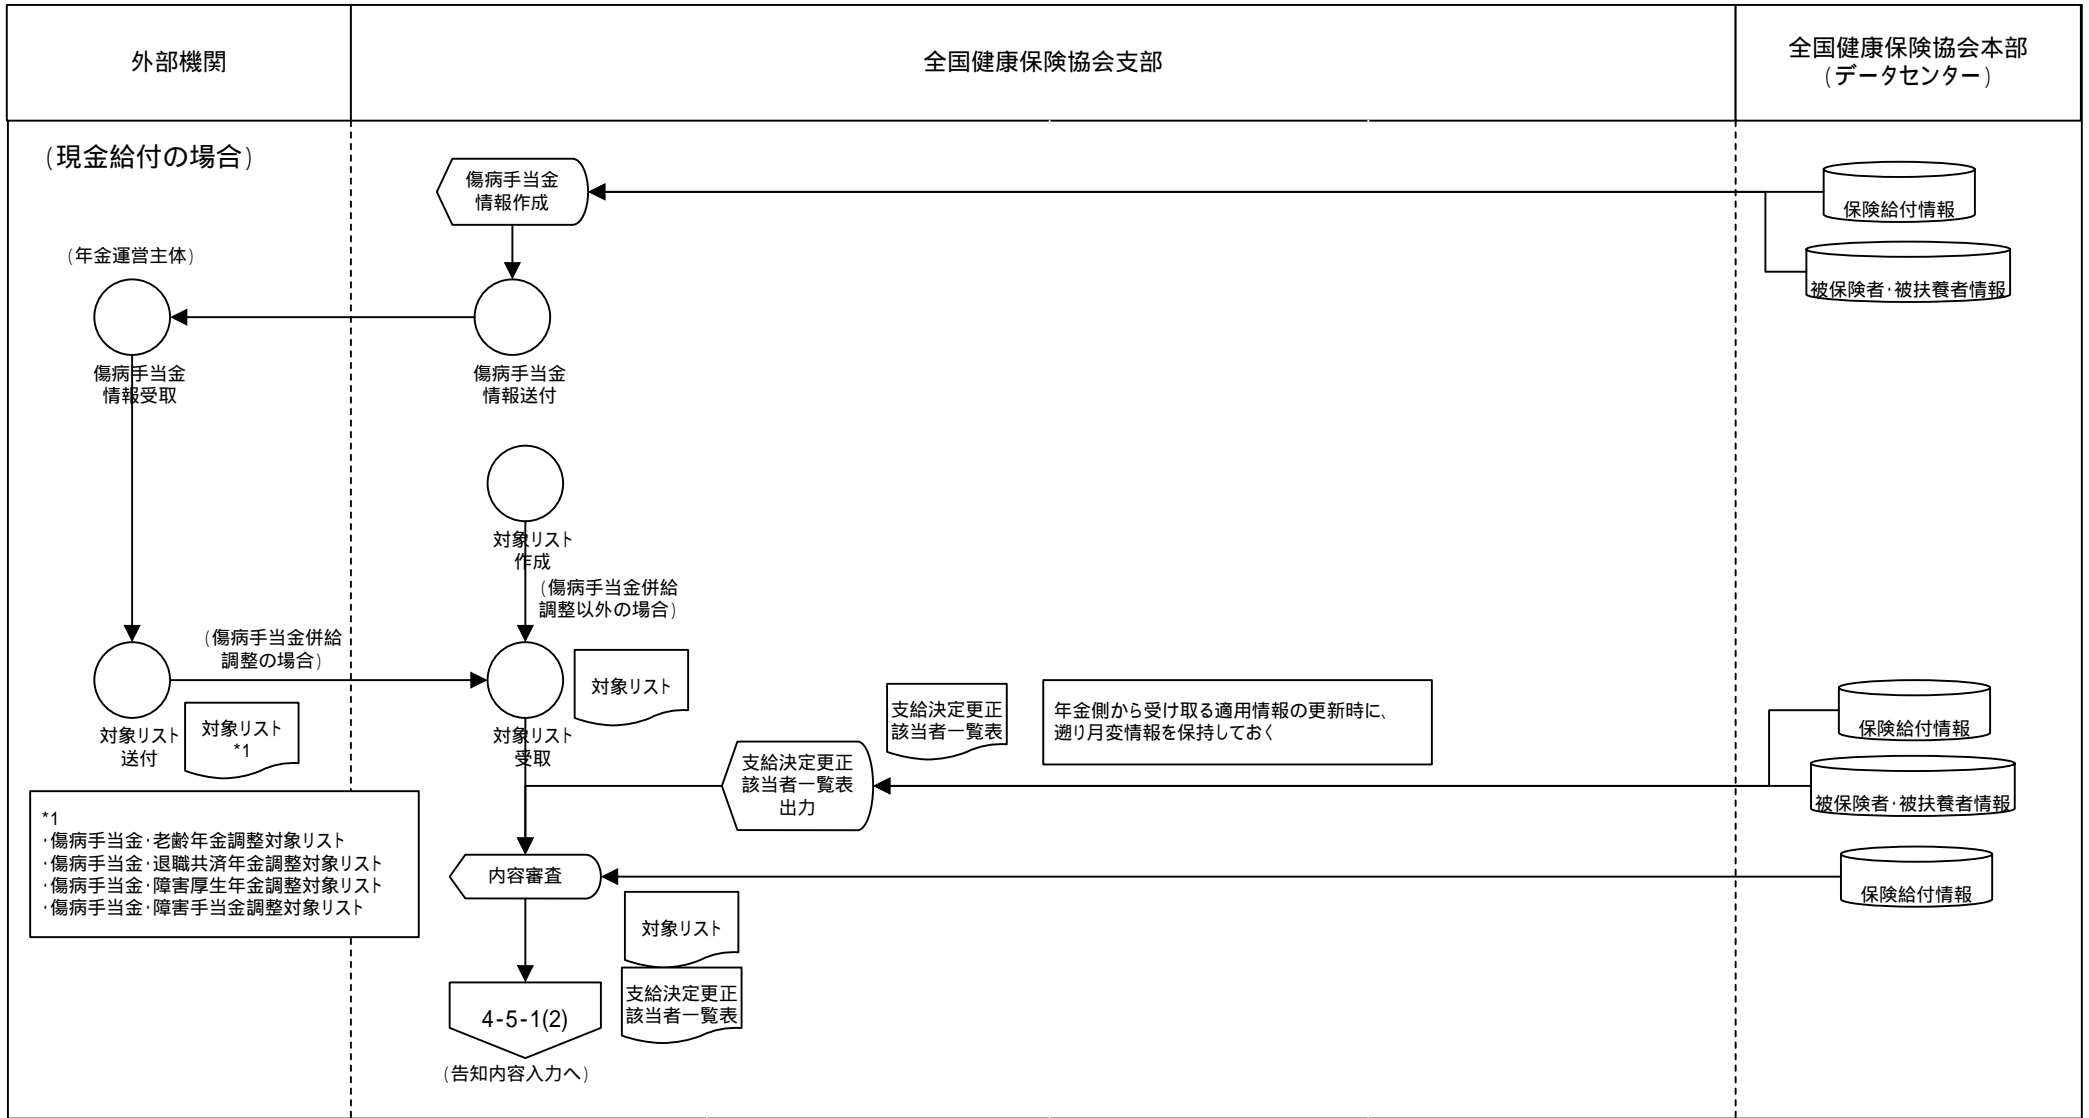 外部機関
全国健康保険協会支部
全国健康保険協会本部
(データセンター)
(現金給付の場合)
傷病手当金
情報作成
保険給付情報
被保険者・被扶養者情報
(年金運営主体)
傷病手当金
情報受取
傷病手当金
情報送付
対象リスト
作成
(傷病手当金併給
調整以外の場合)
(傷病手当金併給
調整の場合)
対象リスト
送付
対象リスト
*1
対象リスト
受取
対象リスト
支給決定更正
該当者一覧表
年金側から受け取る適用情報の更新時に、
遡り月変情報を保持しておく
支給決定更正
該当者一覧表
出力
保険給付情報
被保険者・被扶養者情報
*1
・傷病手当金・老齢年金調整対象リスト
・傷病手当金・退職共済年金調整対象リスト
・傷病手当金・障害厚生年金調整対象リスト
・傷病手当金・障害手当金調整対象リスト
内容審査
保険給付情報
対象リスト
支給決定更正
該当者一覧表
4-5-1(2)
(告知内容入力へ)